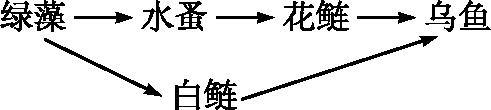 绿藻 → 水蚤 → 花鲢 → 乌鱼
白鲢